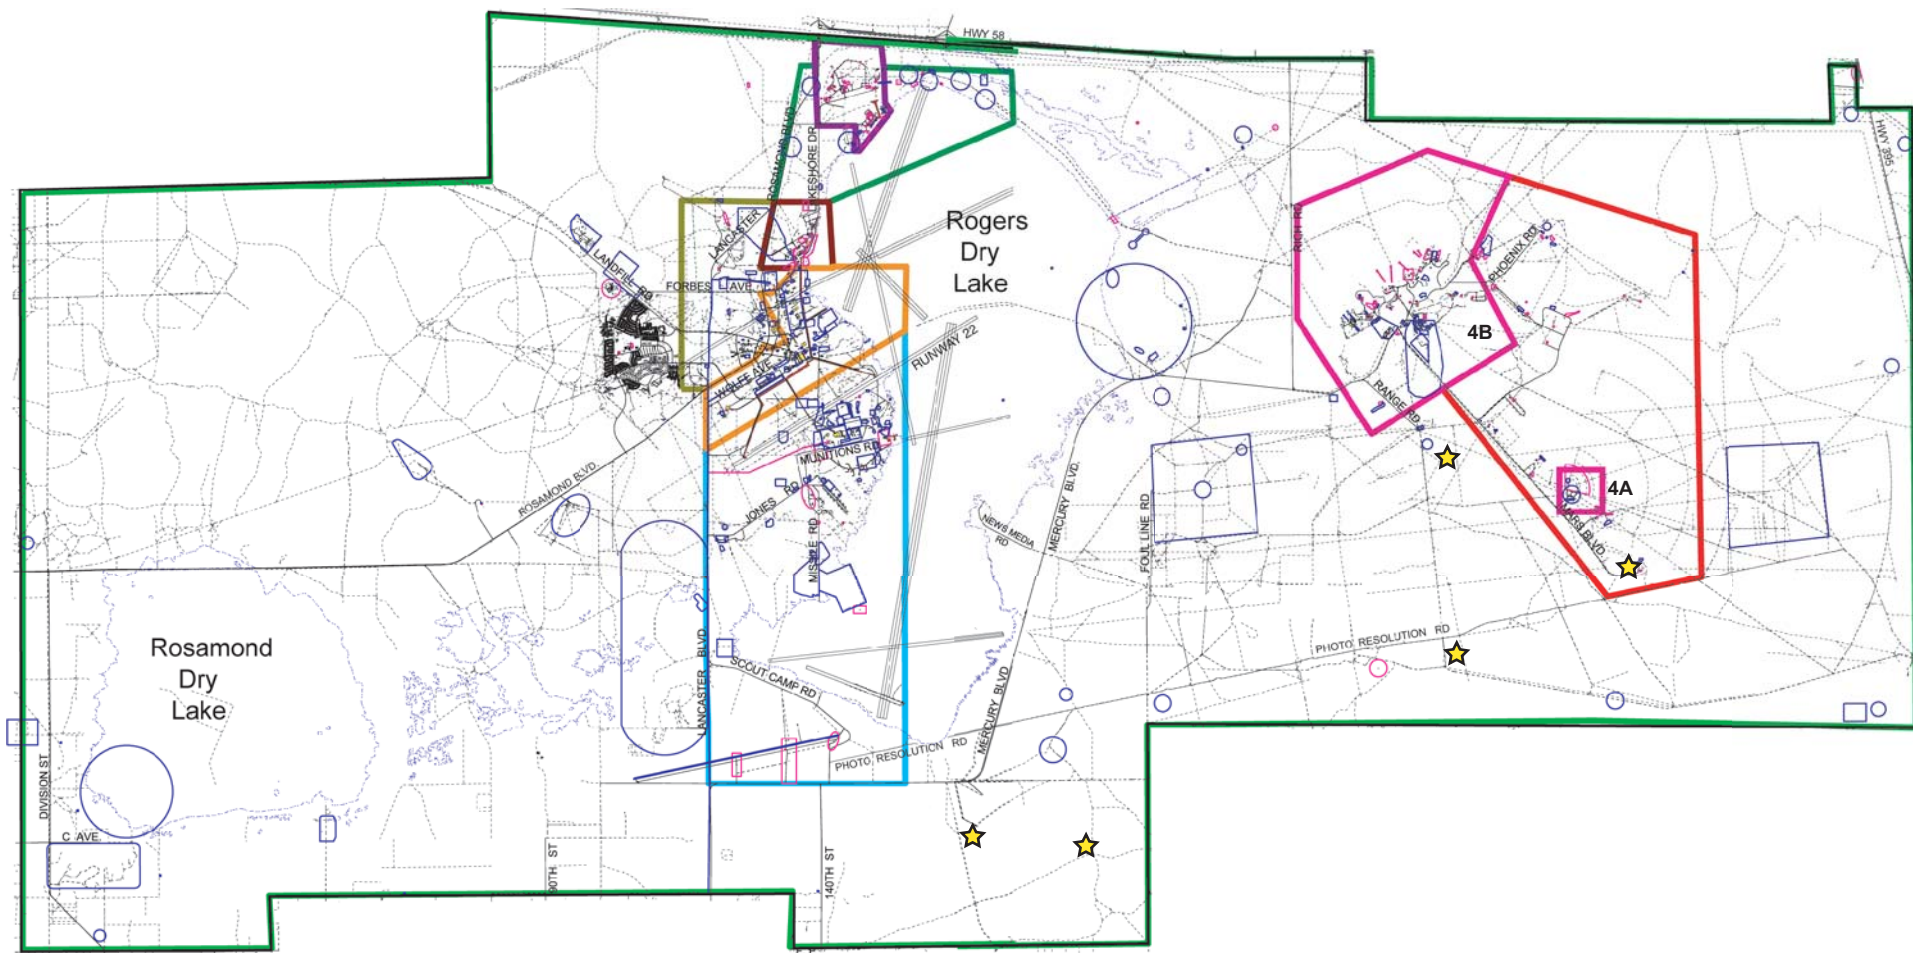 HWY 58
HWY 395
ROSAMOND BLVD
LAKESHORE DR
LANCASTER
Rogers
Dry
Lake
RICH RD
PHOENIX RD
LANDFILL RD
FORBES AVE
RUNWAY 22
4B
WOLFE AVE
RANGE RD
MUNITIONS RD
ROSAMOND BLVD.
JONES RD
4A
MARS BLVD.
NEWS MEDIA
RD
MERCURY BLVD.
FOUL LINE RD
MISSILE RD
Rosamond
Dry
Lake
LANCASTER BLVD
SCOUT CAMP RD
PHOTO RESOLUTION RD
MERCURY BLVD
PHOTO RESOLUTION RD
DIVISION ST
C AVE
90TH ST
140TH ST